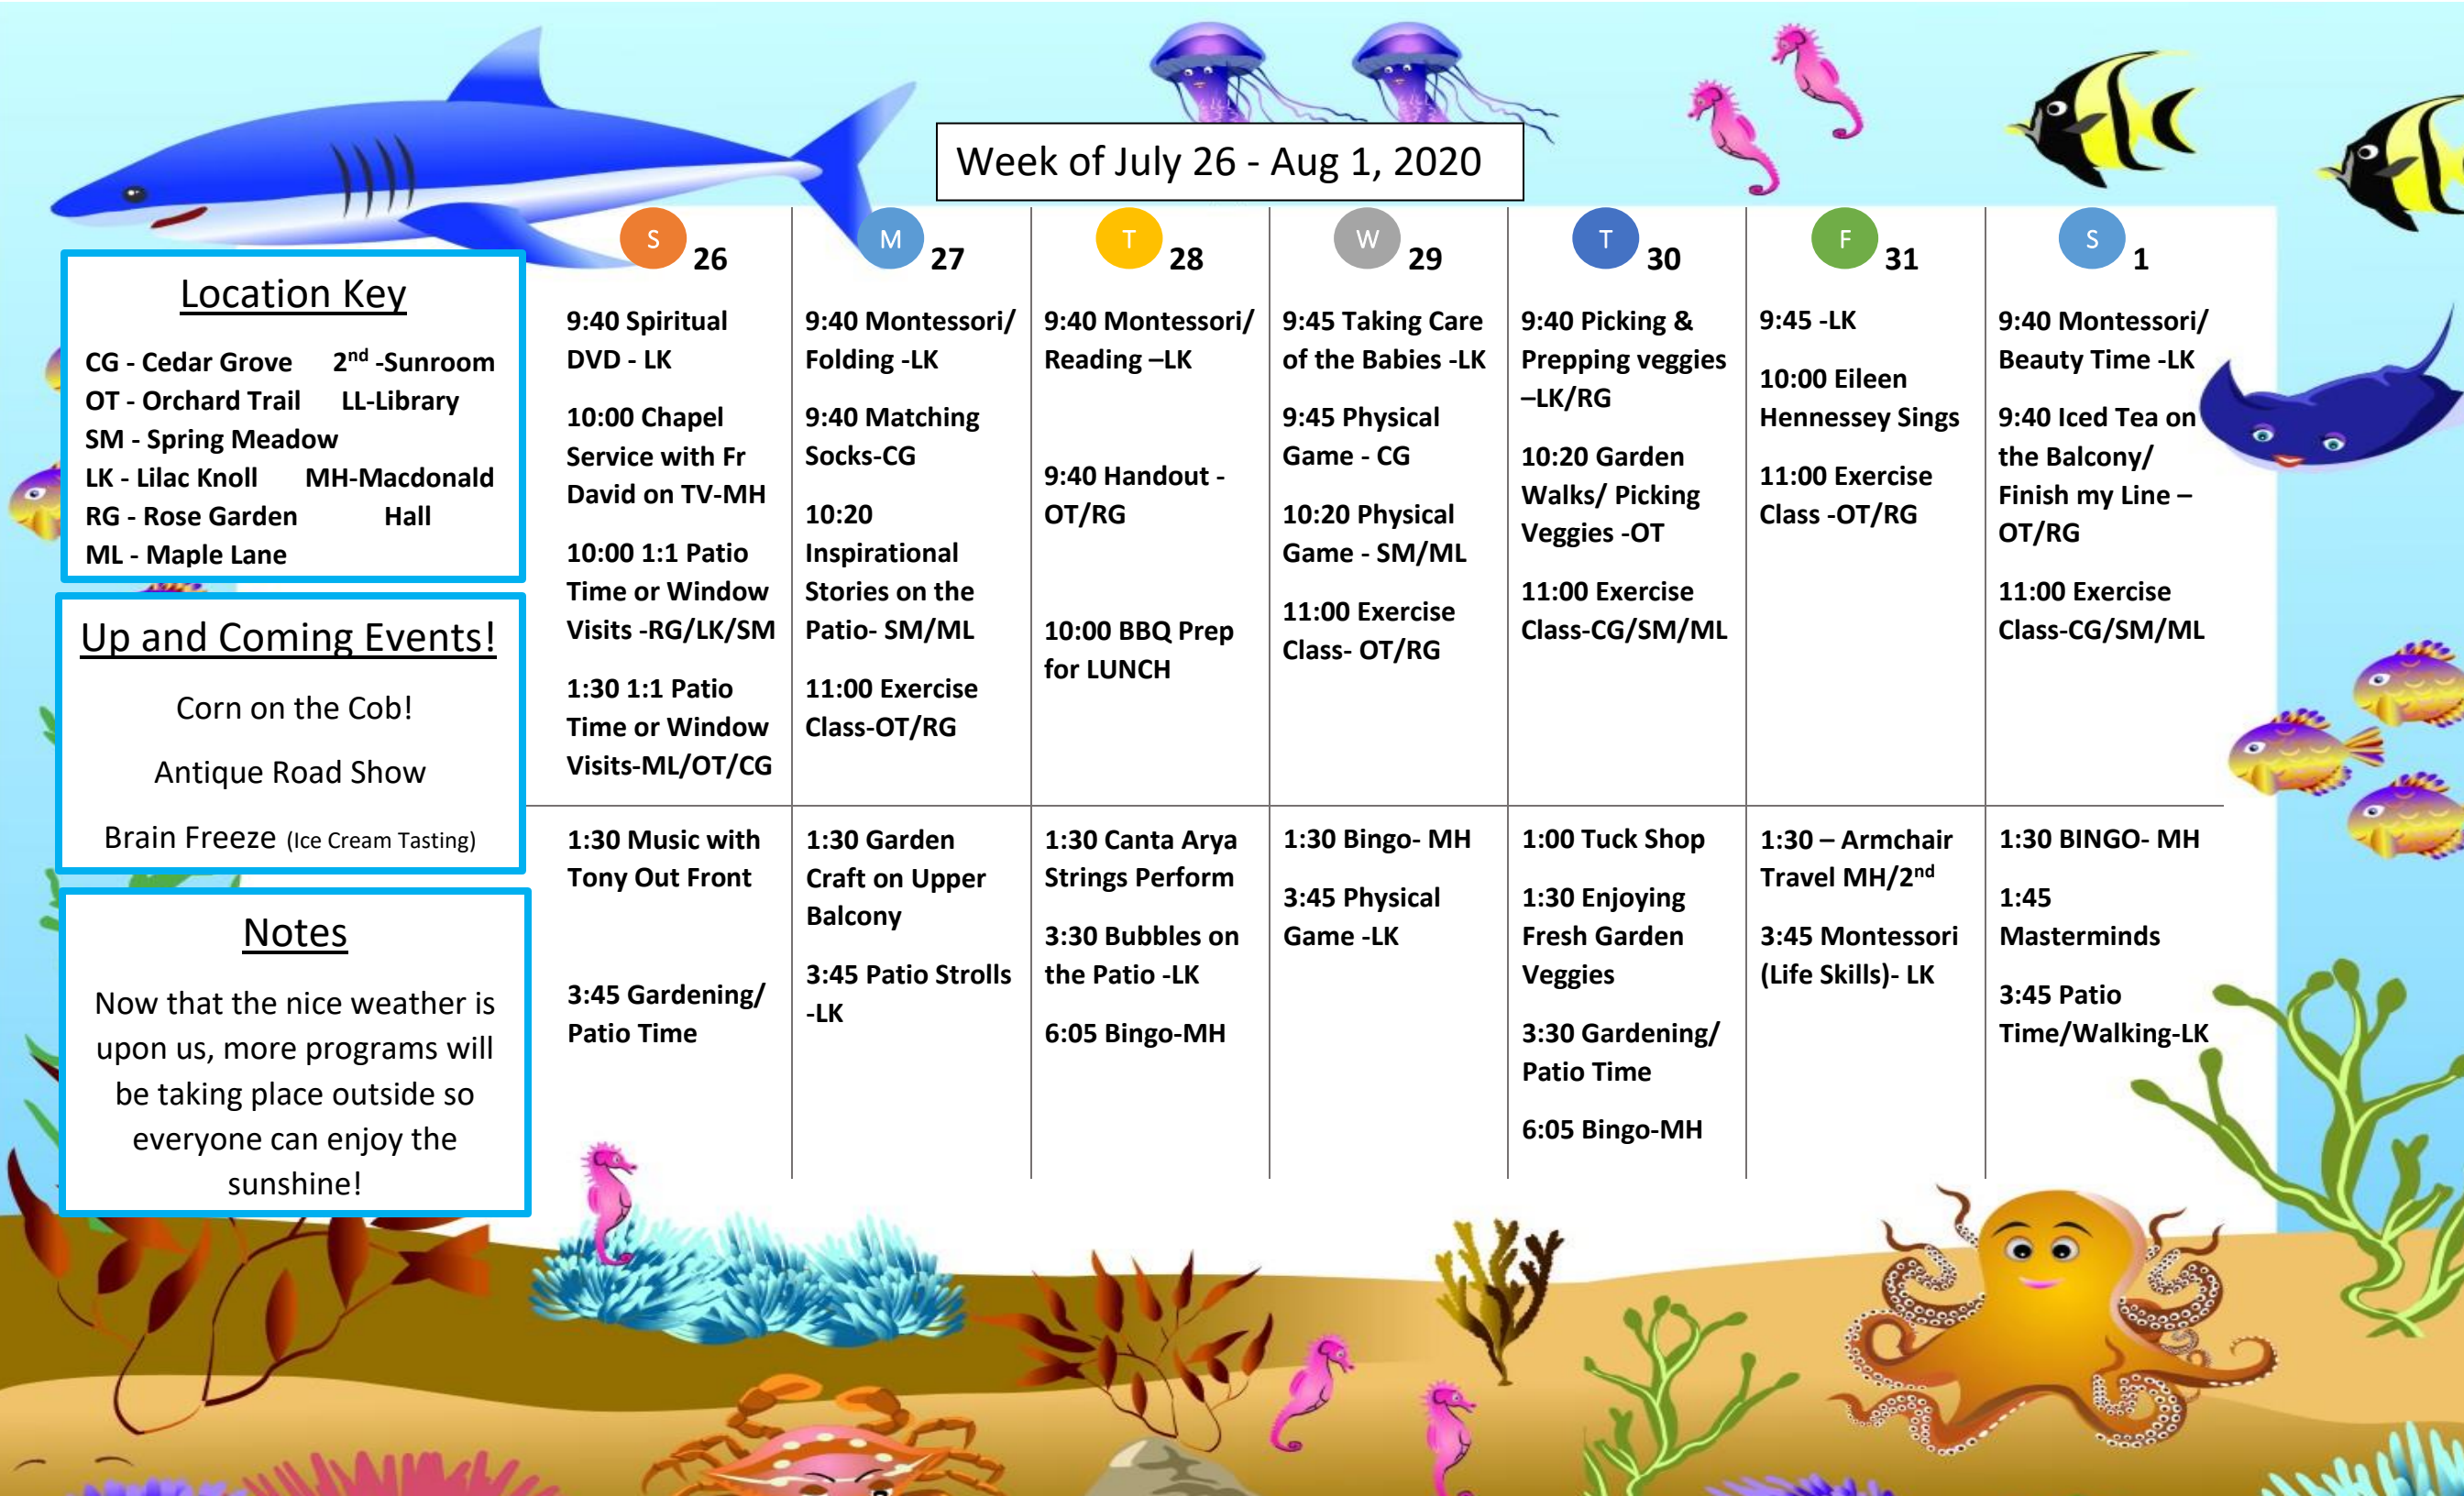 Week of July 26 - Aug 1, 2020
Location Key
CG - Cedar Grove 2nd -Sunroom
OT - Orchard Trail LL-Library
SM - Spring Meadow
LK - Lilac Knoll MH-Macdonald
RG - Rose Garden Hall
ML - Maple Lane
Up and Coming Events!
Corn on the Cob!
Antique Road Show
Brain Freeze (Ice Cream Tasting)
Notes
Now that the nice weather is
upon us, more programs will
be taking place outside so
everyone can enjoy the
sunshine!
S 26
9:40 Spiritual
DVD - LK
10:00 Chapel
Service with Fr
David on TV-MH
10:00 1:1 Patio
Time or Window
Visits -RG/LK/SM
1:30 1:1 Patio
Time or Window
Visits-ML/OT/CG
1:30 Music with
Tony Out Front
3:45 Gardening/
Patio Time
M 27
9:40 Montessori/
Folding -LK
9:40 Matching
Socks-CG
10:20
Inspirational
Stories on the
Patio- SM/ML
11:00 Exercise
Class-OT/RG
1:30 Garden
Craft on Upper
Balcony
3:45 Patio Strolls
-LK
T 28
9:40 Montessori/
Reading –LK
9:40 Handout -
OT/RG
10:00 BBQ Prep
for LUNCH
1:30 Canta Arya
Strings Perform
3:30 Bubbles on
the Patio -LK
6:05 Bingo-MH
W 29
9:45 Taking Care
of the Babies -LK
9:45 Physical
Game - CG
10:20 Physical
Game - SM/ML
11:00 Exercise
Class- OT/RG
1:30 Bingo- MH
3:45 Physical
Game -LK
T 30
9:40 Picking &
Prepping veggies
–LK/RG
10:20 Garden
Walks/ Picking
Veggies -OT
11:00 Exercise
Class-CG/SM/ML
1:00 Tuck Shop
1:30 Enjoying
Fresh Garden
Veggies
3:30 Gardening/
Patio Time
6:05 Bingo-MH
F 31
9:45 -LK
10:00 Eileen
Hennessey Sings
11:00 Exercise
Class -OT/RG
1:30 – Armchair
Travel MH/2nd
3:45 Montessori
(Life Skills)- LK
S 1
9:40 Montessori/
Beauty Time -LK
9:40 Iced Tea on
the Balcony/
Finish my Line –
OT/RG
11:00 Exercise
Class-CG/SM/ML
1:30 BINGO- MH
1:45
Masterminds
3:45 Patio
Time/Walking-LK